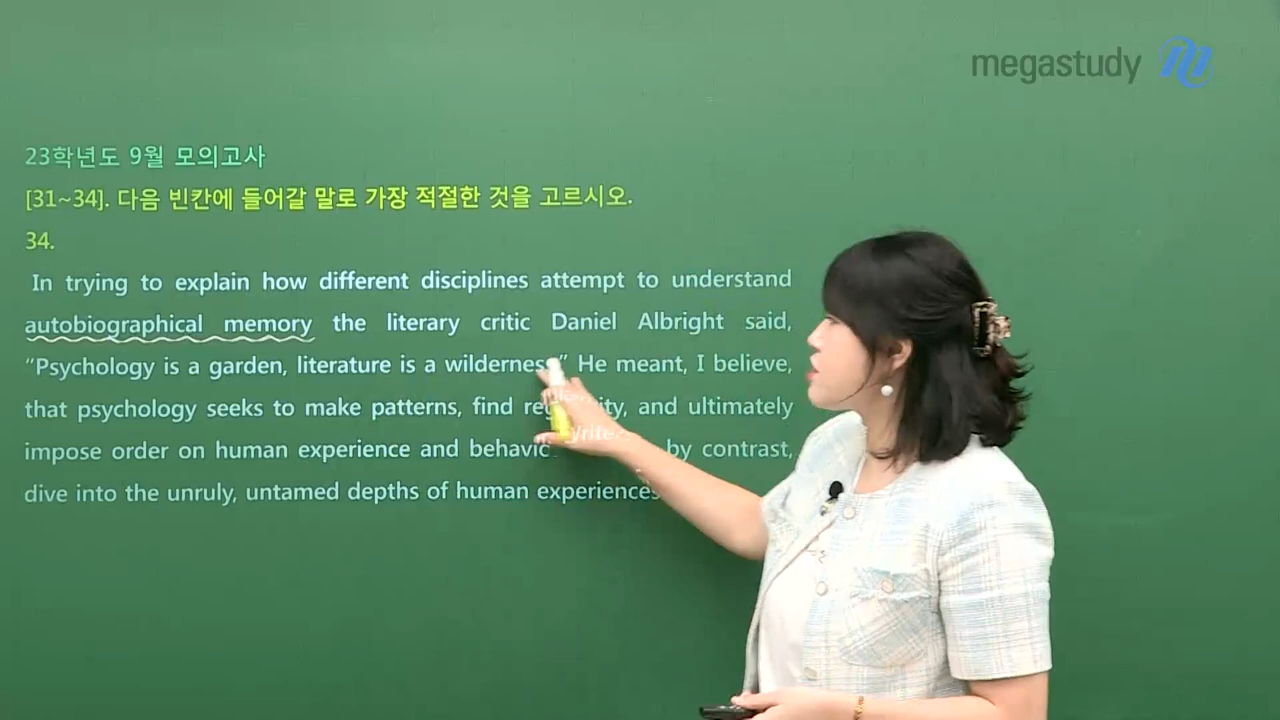 megastudy
23학년도 9월 모의고사
[31~34]. 다음 빈칸에 들어갈 말로 가장 적절한 것을 고르시오.
34.
In trying to explain how different disciplines attempt to understand
autobiographical memory the literary critic Daniel Albright said,
“Psychology is a garden, literature is a wilderness.” He meant, I believe,
that psychology seeks to make patterns, find regularity, and ultimately
impose order on human experience and behavior. Writers, by contrast,
dive into the unruly, untamed depths of human experiences